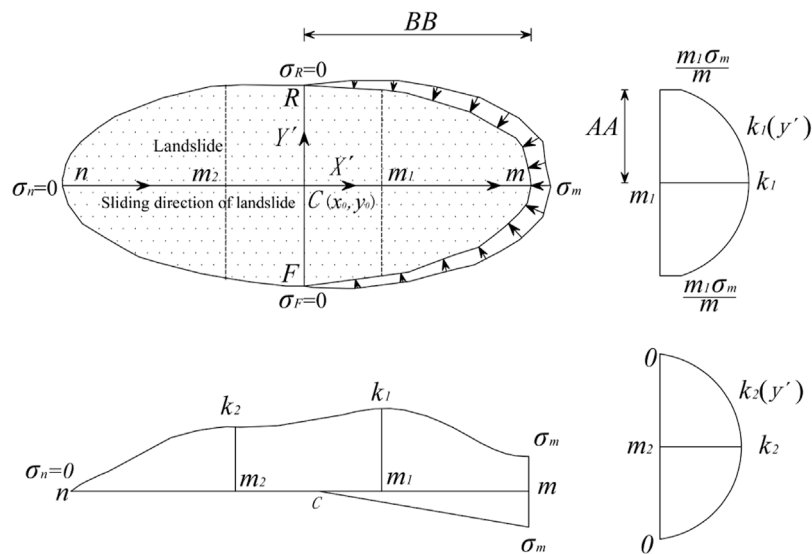 BB
σR=0
R
Y′
Landslide
X′
n
m2
m1
m
σn=0
σm
Sliding direction of landslide
C (x0, y0)
F
σF=0
m1σm
m
AA
k1(y′)
m1
k1
m1σm
m
k2
k1
σm
σn=0
n
m2
m1
m
C
σm
0
k2(y′)
m2
k2
0